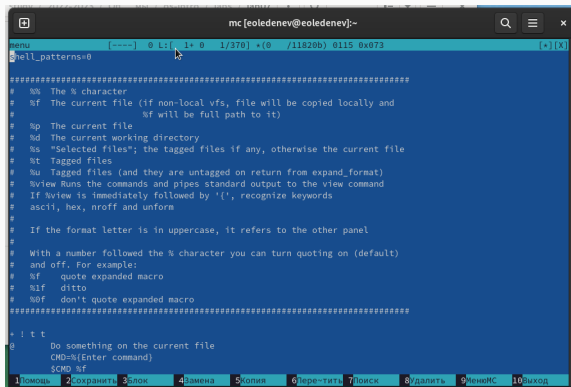 mc [eoledenev@eoledenev]:~
menu [----] 0 L:[ 1+ 0 1/370] *(0 /11820b) 0115 0x073 [*][X]
shell_patterns=0
################################################################################
# %% The % character
# %f The current file (if non-local vfs, file will be copied locally and
# %f will be full path to it)
# %p The current file
# %d The current working directory
# %s "Selected files"; the tagged files if any, otherwise the current file
# %t Tagged files
# %u Tagged files (and they are untagged on return from expand_format)
# %view Runs the commands and pipes standard output to the view command
# If %view is immediately followed by '{', recognize keywords
# ascii, hex, nroff and unform
#
# If the format letter is in uppercase, it refers to the other panel
#
# With a number followed the % character you can turn quoting on (default)
# and off. For example:
# %f quote expanded macro
# %1f ditto
# %0f don't quote expanded macro
################################################################################
+ ! t t
@ Do something on the current file
CMD=%{Enter command}
$CMD %f
1Помощь 2Сохранить 3Блок 4Замена 5Копия 6Пере~тить 7Поиск 8Удалить 9МенюMC 10Выход